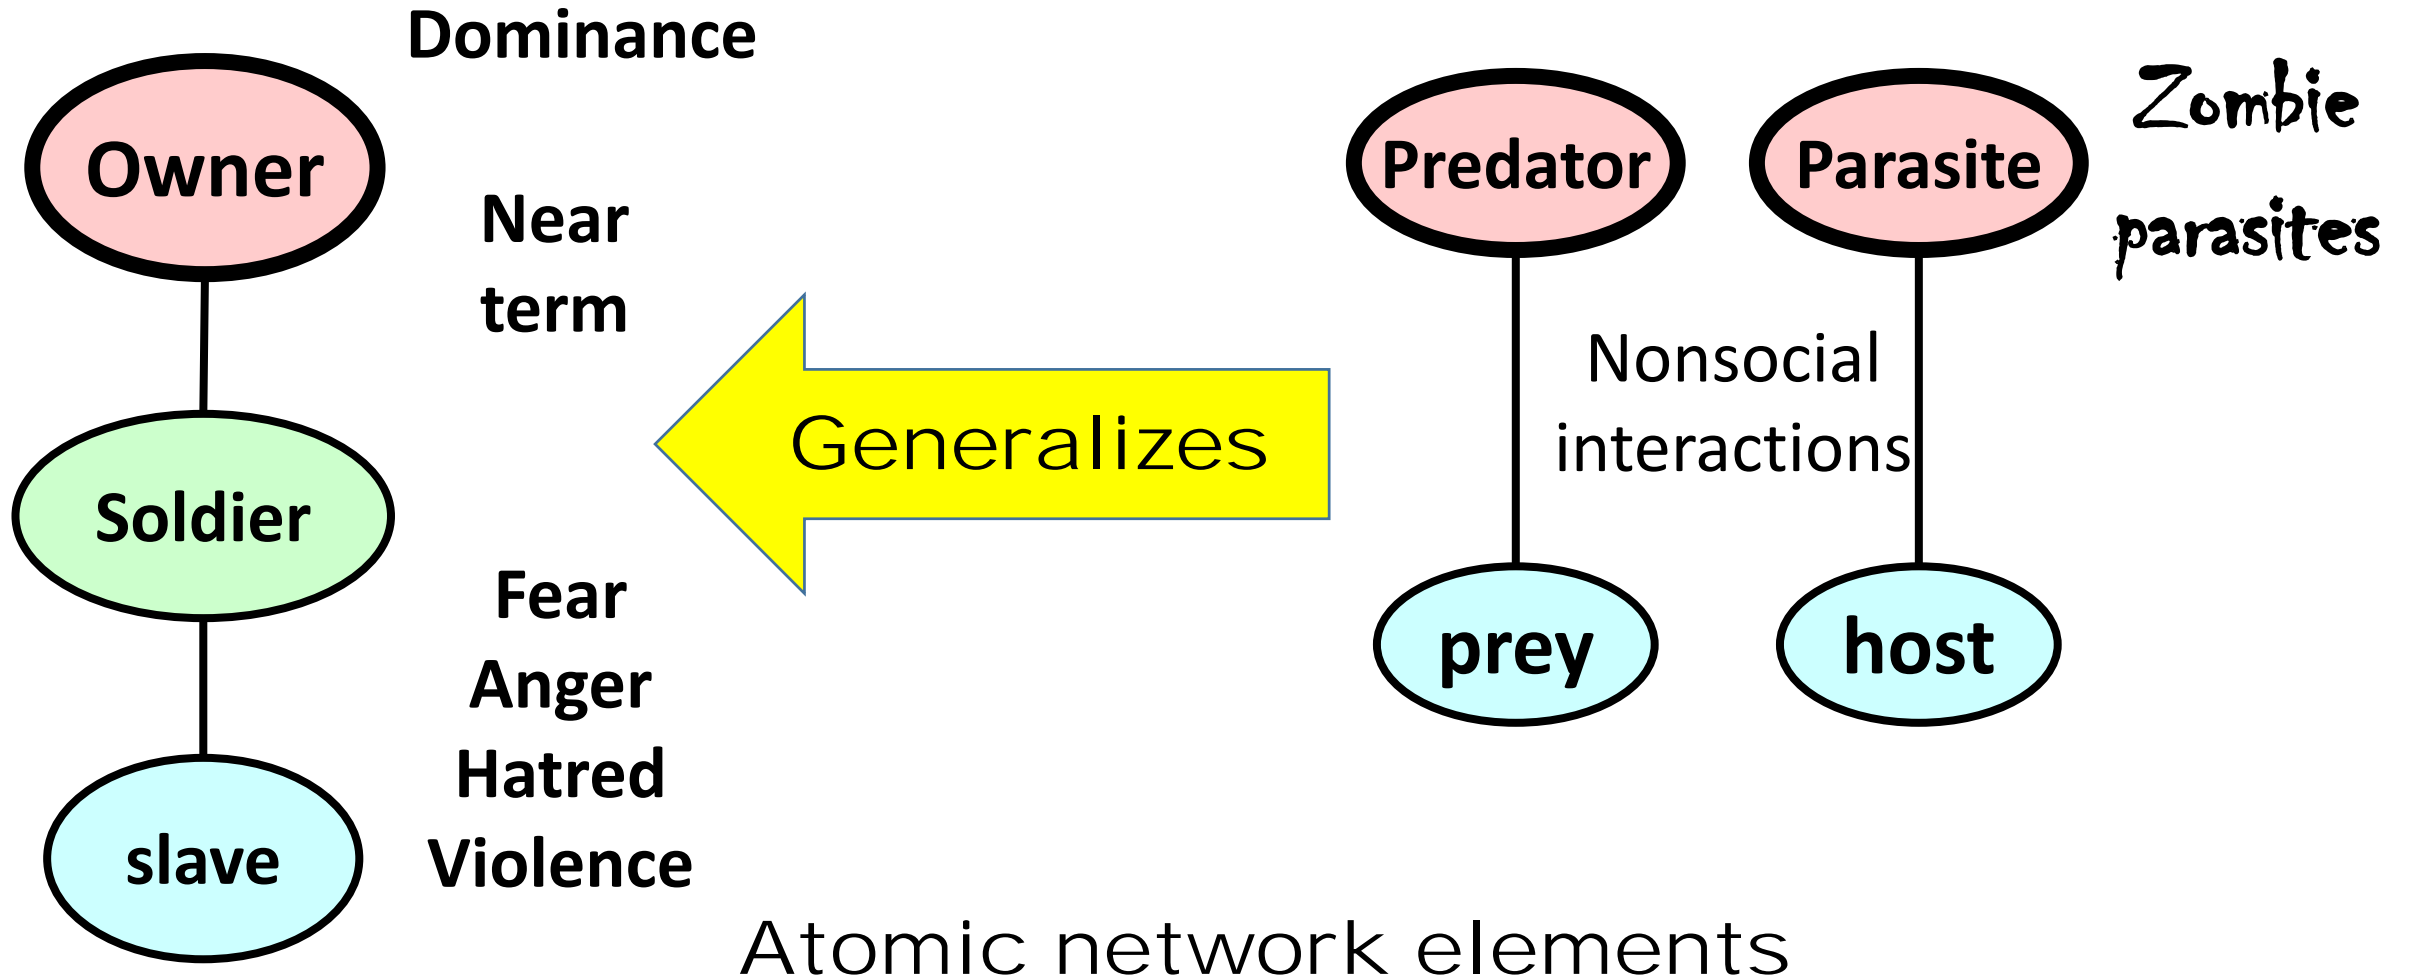 Dominance
Owner
Near
term
Soldier
Fear
Anger
Hatred
Violence
slave
Generalizes
Predator
Parasite
Zombie
parasites
Nonsocial
interactions
prey
host
Atomic network elements